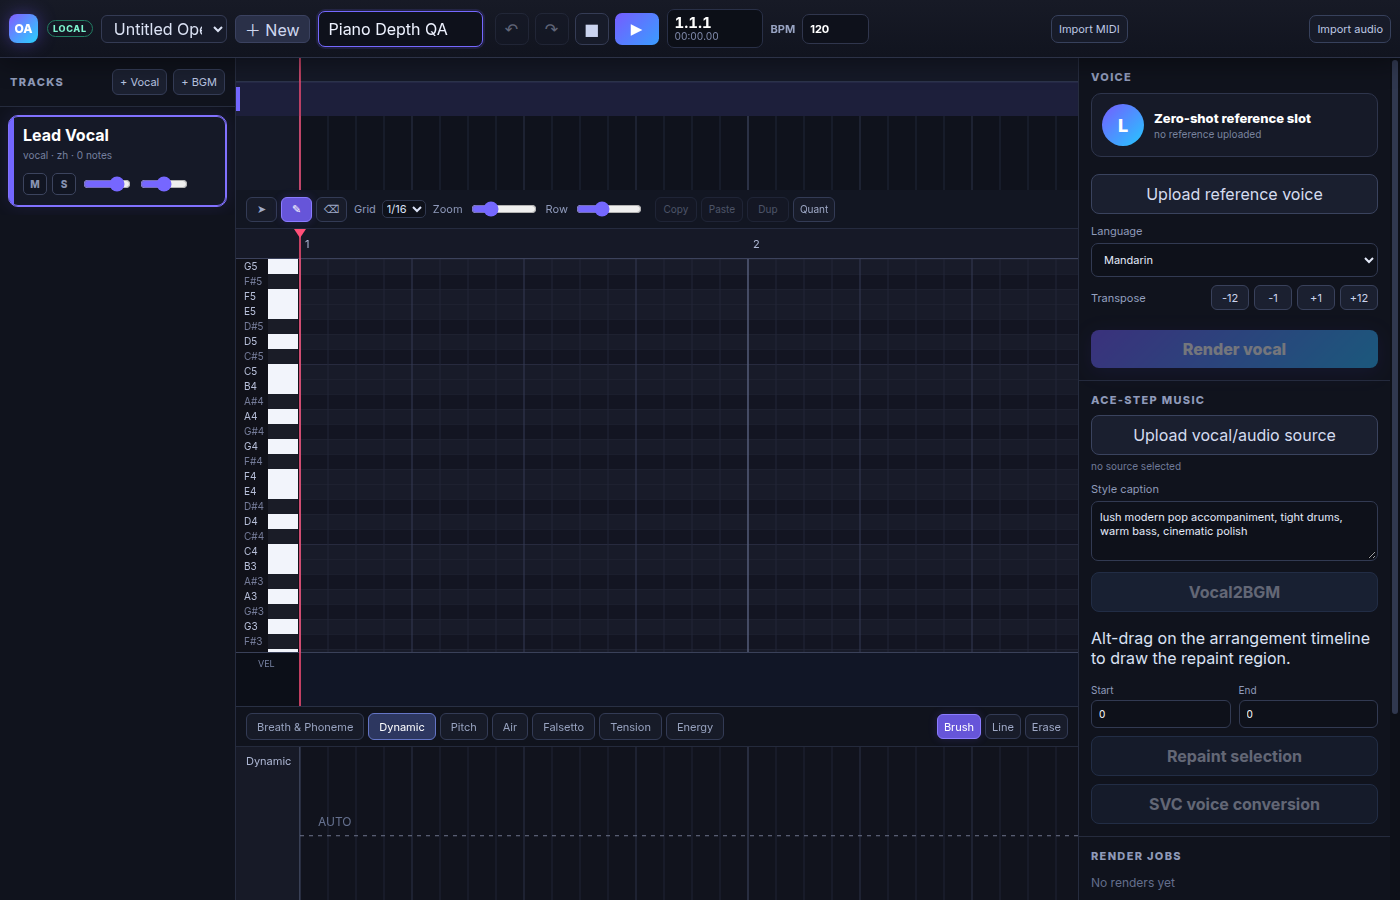 OA
LOCAL
Untitled Ope
+ New
Piano Depth QA
1.1.1
00:00.00
BPM
120
Import MIDI
Import audio
TRACKS
+ Vocal
+ BGM
Lead Vocal
vocal · zh · 0 notes
M
S
Grid
1/16
Zoom
Row
Copy
Paste
Dup
Quant
1
2
G5
F#5
F5
E5
D#5
D5
C#5
C5
B4
A#4
A4
G#4
G4
F#4
F4
E4
D#4
D4
C#4
C4
B3
A#3
A3
G#3
G3
F#3
VEL
Breath & Phoneme
Dynamic
Pitch
Air
Falsetto
Tension
Energy
Brush
Line
Erase
Dynamic
AUTO
VOICE
L
Zero-shot reference slot
no reference uploaded
Upload reference voice
Language
Mandarin
Transpose
-12
-1
+1
+12
Render vocal
ACE-STEP MUSIC
Upload vocal/audio source
no source selected
Style caption
lush modern pop accompaniment, tight drums,
warm bass, cinematic polish
Vocal2BGM
Alt-drag on the arrangement timeline
to draw the repaint region.
Start
End
0
0
Repaint selection
SVC voice conversion
RENDER JOBS
No renders yet